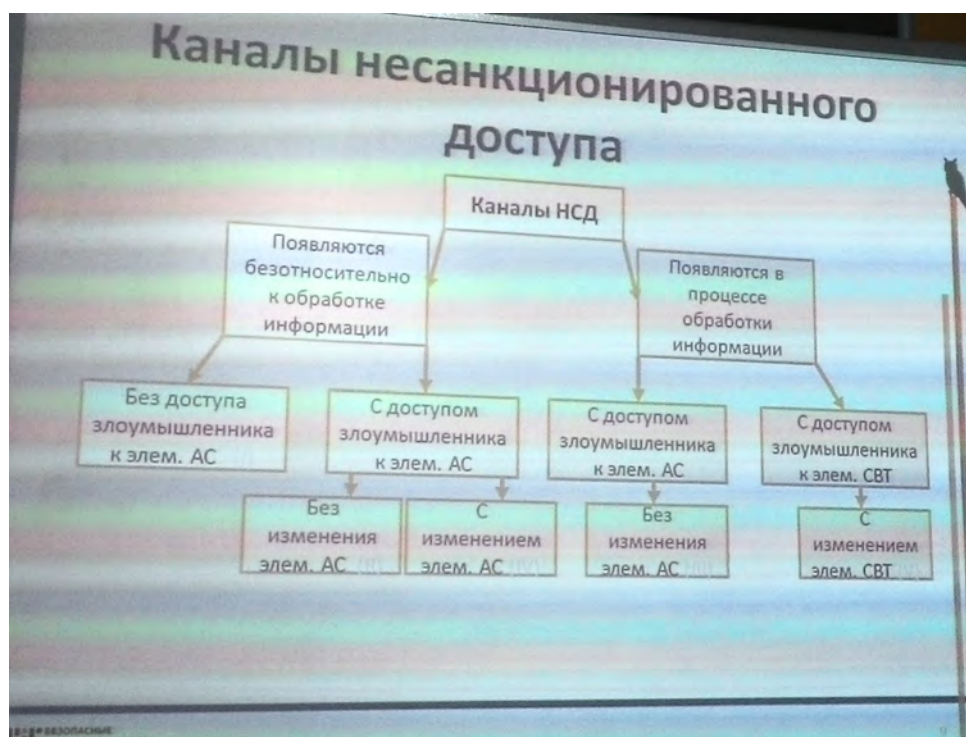 Каналы несанкционированного
доступа
Каналы НСД
Появляются
безотносительно
к обработке
информации
Появляются в
процессе
обработки
информации
Без доступа
злоумышленника
к элем. АС
С доступом
злоумышленника
к элем. АС
С доступом
злоумышленника
к элем. АС
С доступом
злоумышленника
к элем. СВТ
Без
изменения
элем. АС
С
изменением
элем. АС
Без
изменения
элем. АС
С
изменением
элем. СВТ
БЕЗОПАСНЫЕ